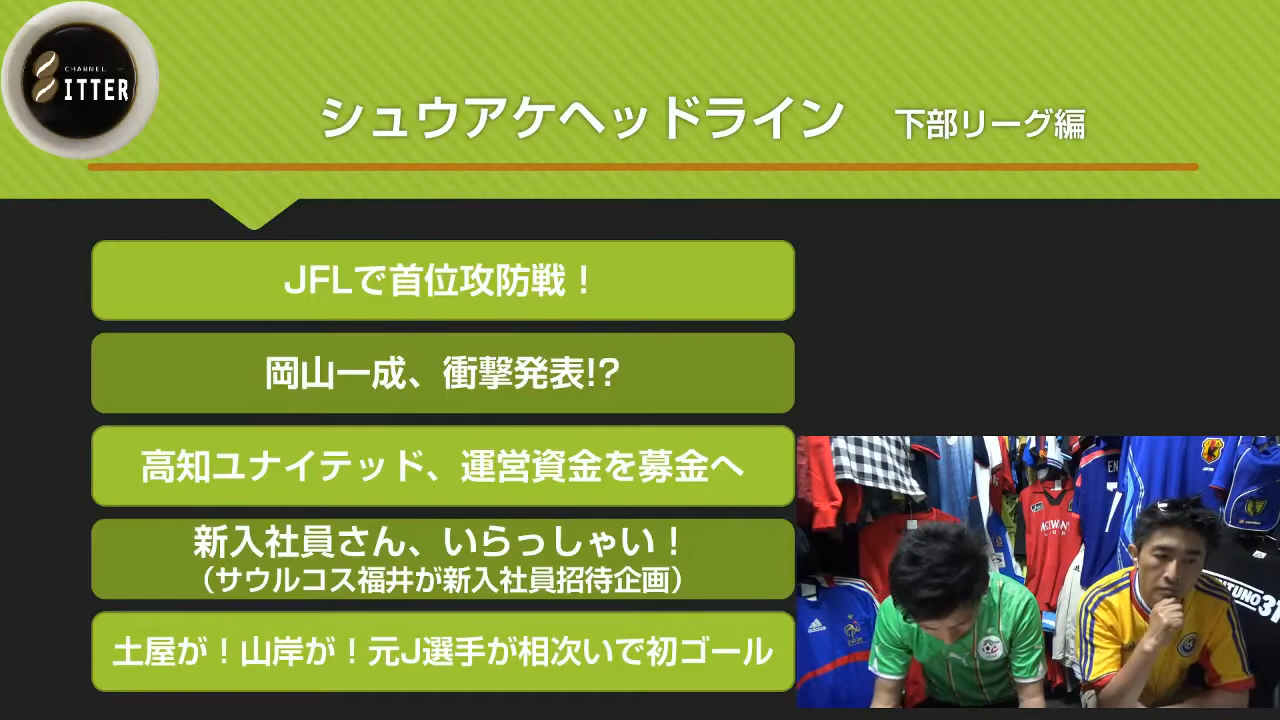 CHANNEL
BITTER
シュウアケヘッドライン 下部リーグ編
JFLで首位攻防戦！
岡山一成、衝撃発表!?
高知ユナイテッド、運営資金を募金へ
新入社員さん、いらっしゃい！
（サウルコス福井が新入社員招待企画）
土屋が！山岸が！元J選手が相次いで初ゴール
adidas
EN
7